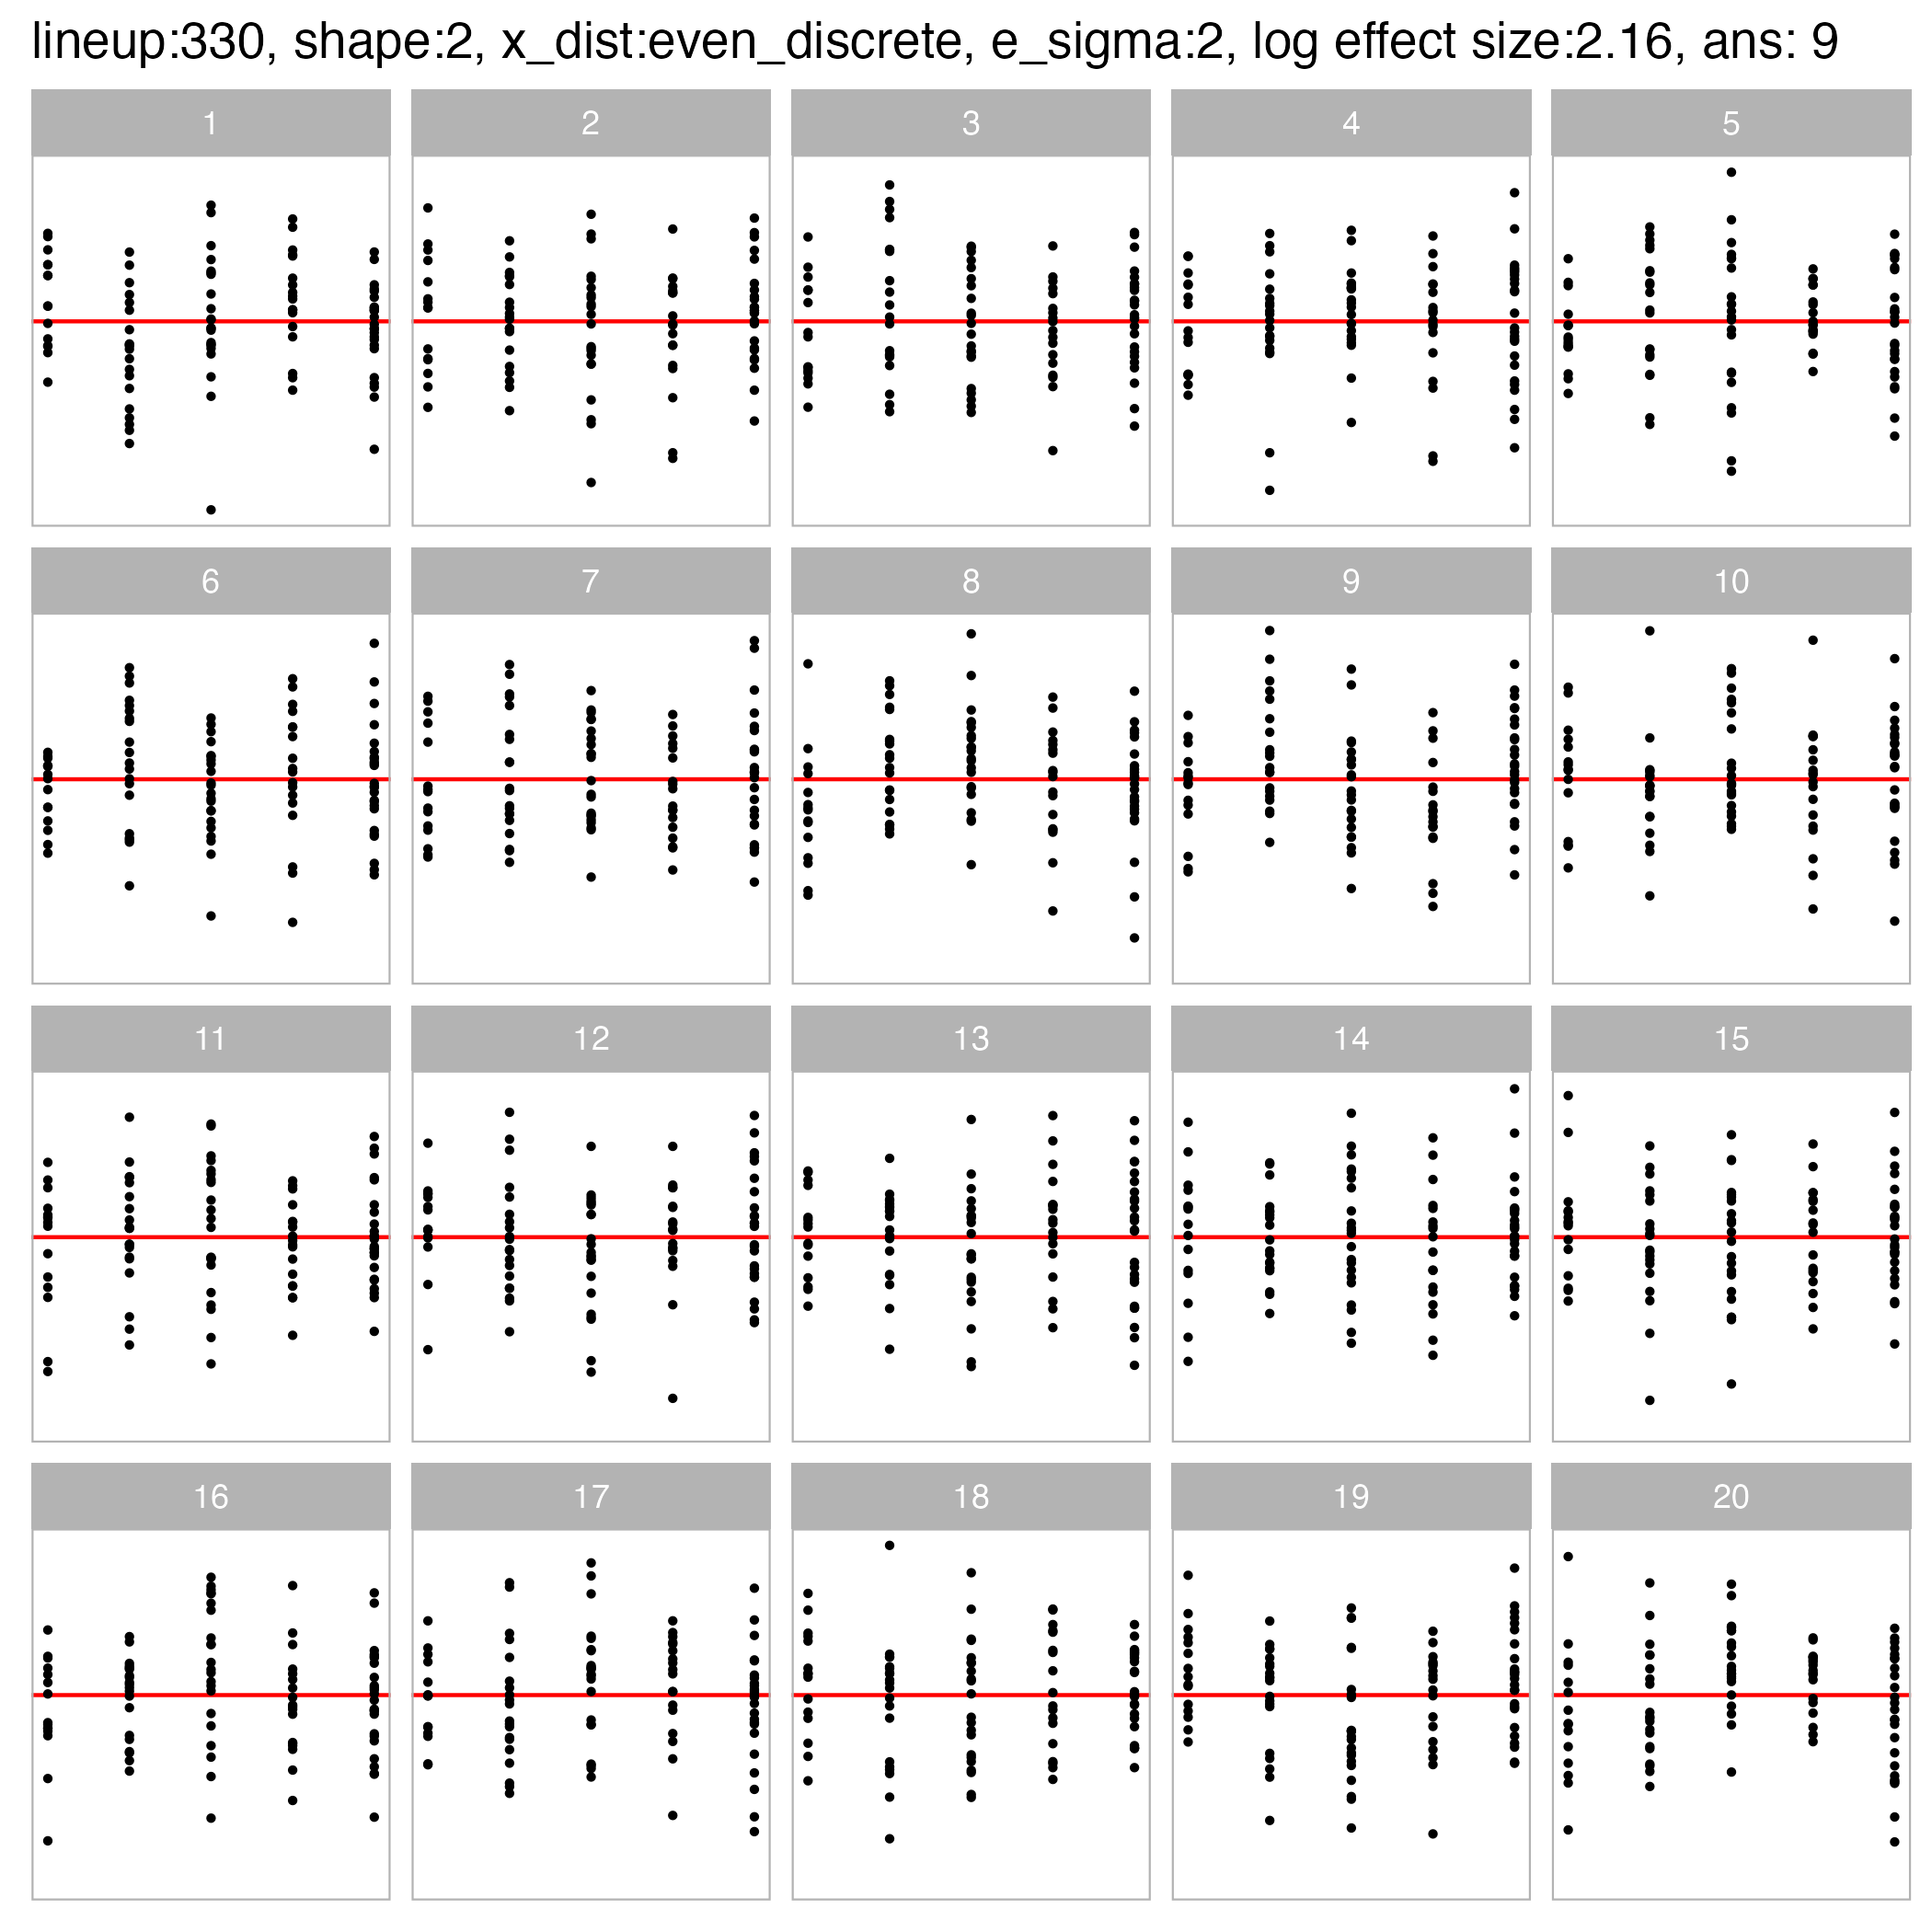 lineup:330, shape:2, x_dist:even_discrete, e_sigma:2, log effect size:2.16, ans: 9
1 2 3 4 5
6 7 8 9 10
11 12 13 14 15
16 17 18 19 20